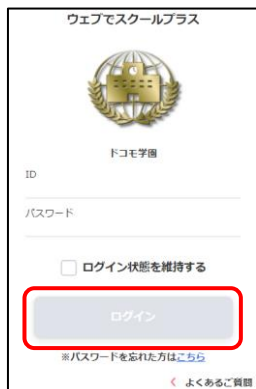 ウェブでスクールプラス
ドコモ学園
ID
パスワード
ログイン状態を維持する
ログイン
※パスワードを忘れた方はこちら
よくあるご質問